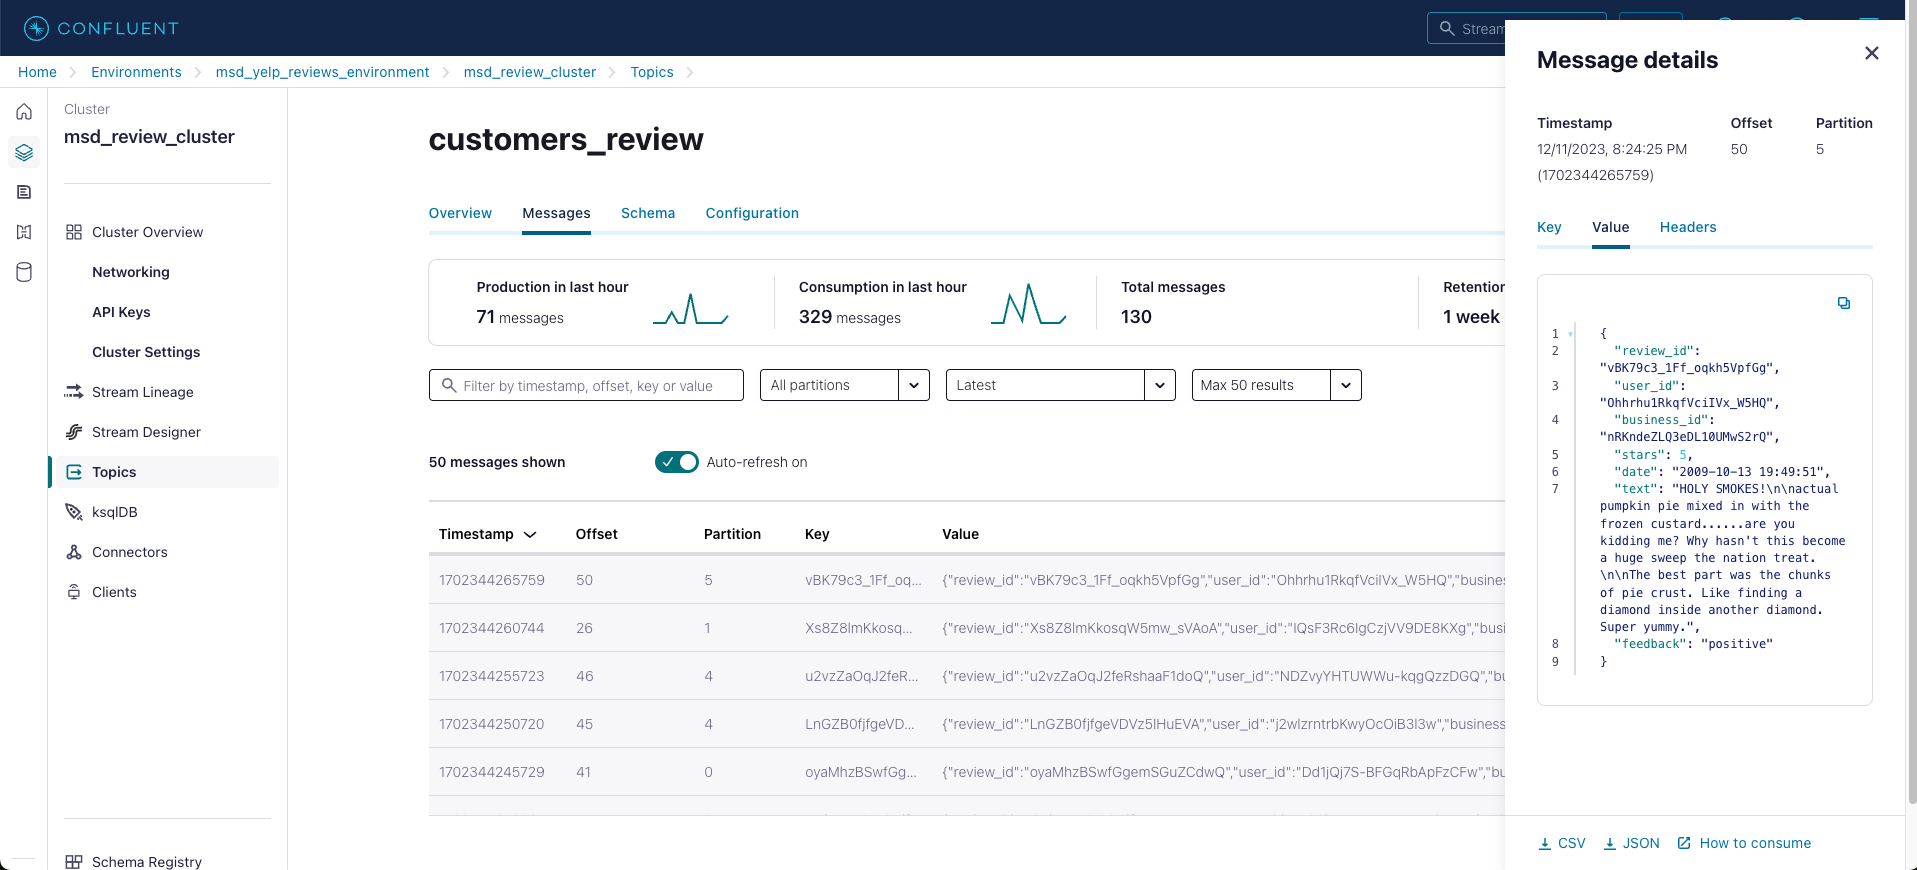 CONFLUENT
Stream
Home
Environments
msd_yelp_reviews_environment
msd_review_cluster
Topics
Cluster
msd_review_cluster
Cluster Overview
Networking
API Keys
Cluster Settings
Stream Lineage
Stream Designer
Topics
ksqlDB
Connectors
Clients
Schema Registry
customers_review
Overview Messages Schema Configuration
Production in last hour
71 messages
Consumption in last hour
329 messages
Total messages
130
Retention
1 week
Filter by timestamp, offset, key or value
All partitions
Latest
Max 50 results
50 messages shown
Auto-refresh on
Timestamp Offset Partition Key Value
1702344265759 50 5 vBK79c3_1Ff_oq... {"review_id":"vBK79c3_1Ff_oqkh5VpfGg","user_id":"Ohhrhu1RkqfVciIVx_W5HQ","busine
1702344260744 26 1 Xs8Z8lmKkosq... {"review_id":"Xs8Z8lmKkosqW5mw_sVAoA","user_id":"IQsF3Rc6IgCzjVV9DE8KXg","busi
1702344255723 46 4 u2vzZaOqJ2feR... {"review_id":"u2vzZaOqJ2feRshaaF1doQ","user_id":"NDZvyYHTUWWu-kqgQzzDGQ","bu
1702344250720 45 4 LnGZB0fjfgeVD... {"review_id":"LnGZB0fjfgeVDVz5IHuEVA","user_id":"j2wlzrntrbKwyOcOiB3l3w","business
1702344245729 41 0 oyaMhzBSwfGg... {"review_id":"oyaMhzBSwfGgemSGuZCdwQ","user_id":"Dd1jQj7S-BFGqRbApFzCFw","bu
Message details
Timestamp Offset Partition
12/11/2023, 8:24:25 PM 50 5
(1702344265759)
Key Value Headers
1 {
2 "review_id":
"vBK79c3_1Ff_oqkh5VpfGg",
3 "user_id":
"Ohhrhu1RkqfVciIVx_W5HQ",
4 "business_id":
"nRKndeZLQ3eDL10UMwS2rQ",
5 "stars": 5,
6 "date": "2009-10-13 19:49:51",
7 "text": "HOLY SMOKES!\n\nactual
pumpkin pie mixed in with the
frozen custard......are you
kidding me? Why hasn't this become
a huge sweep the nation treat.
\n\nThe best part was the chunks
of pie crust. Like finding a
diamond inside another diamond.
Super yummy.",
8 "feedback": "positive"
9 }
CSV JSON How to consume